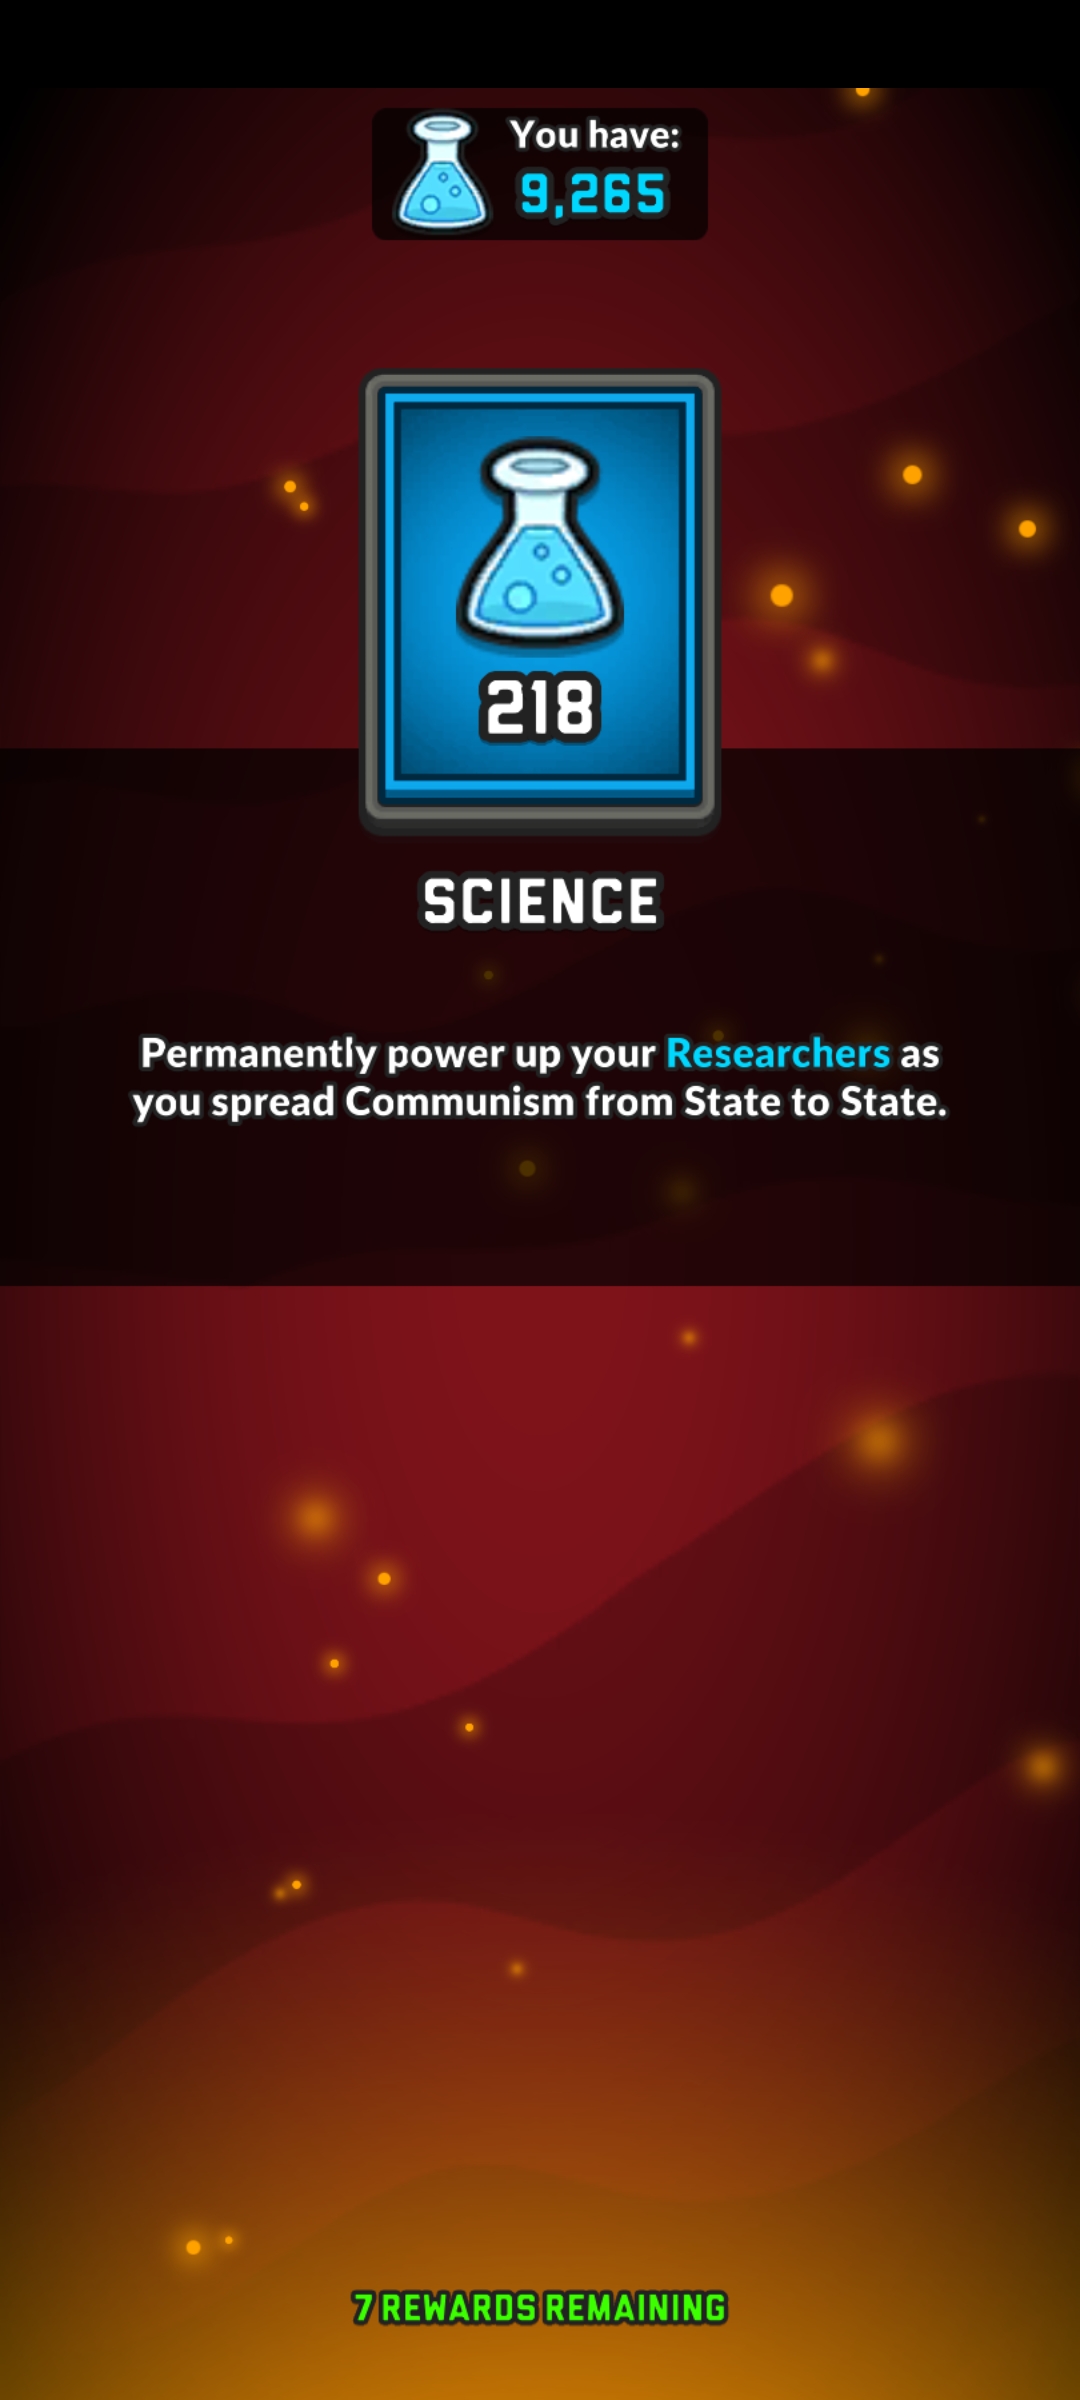 You have:
9,265
218
SCIENCE
Permanently power up your Researchers as
you spread Communism from State to State.
7 REWARDS REMAINING